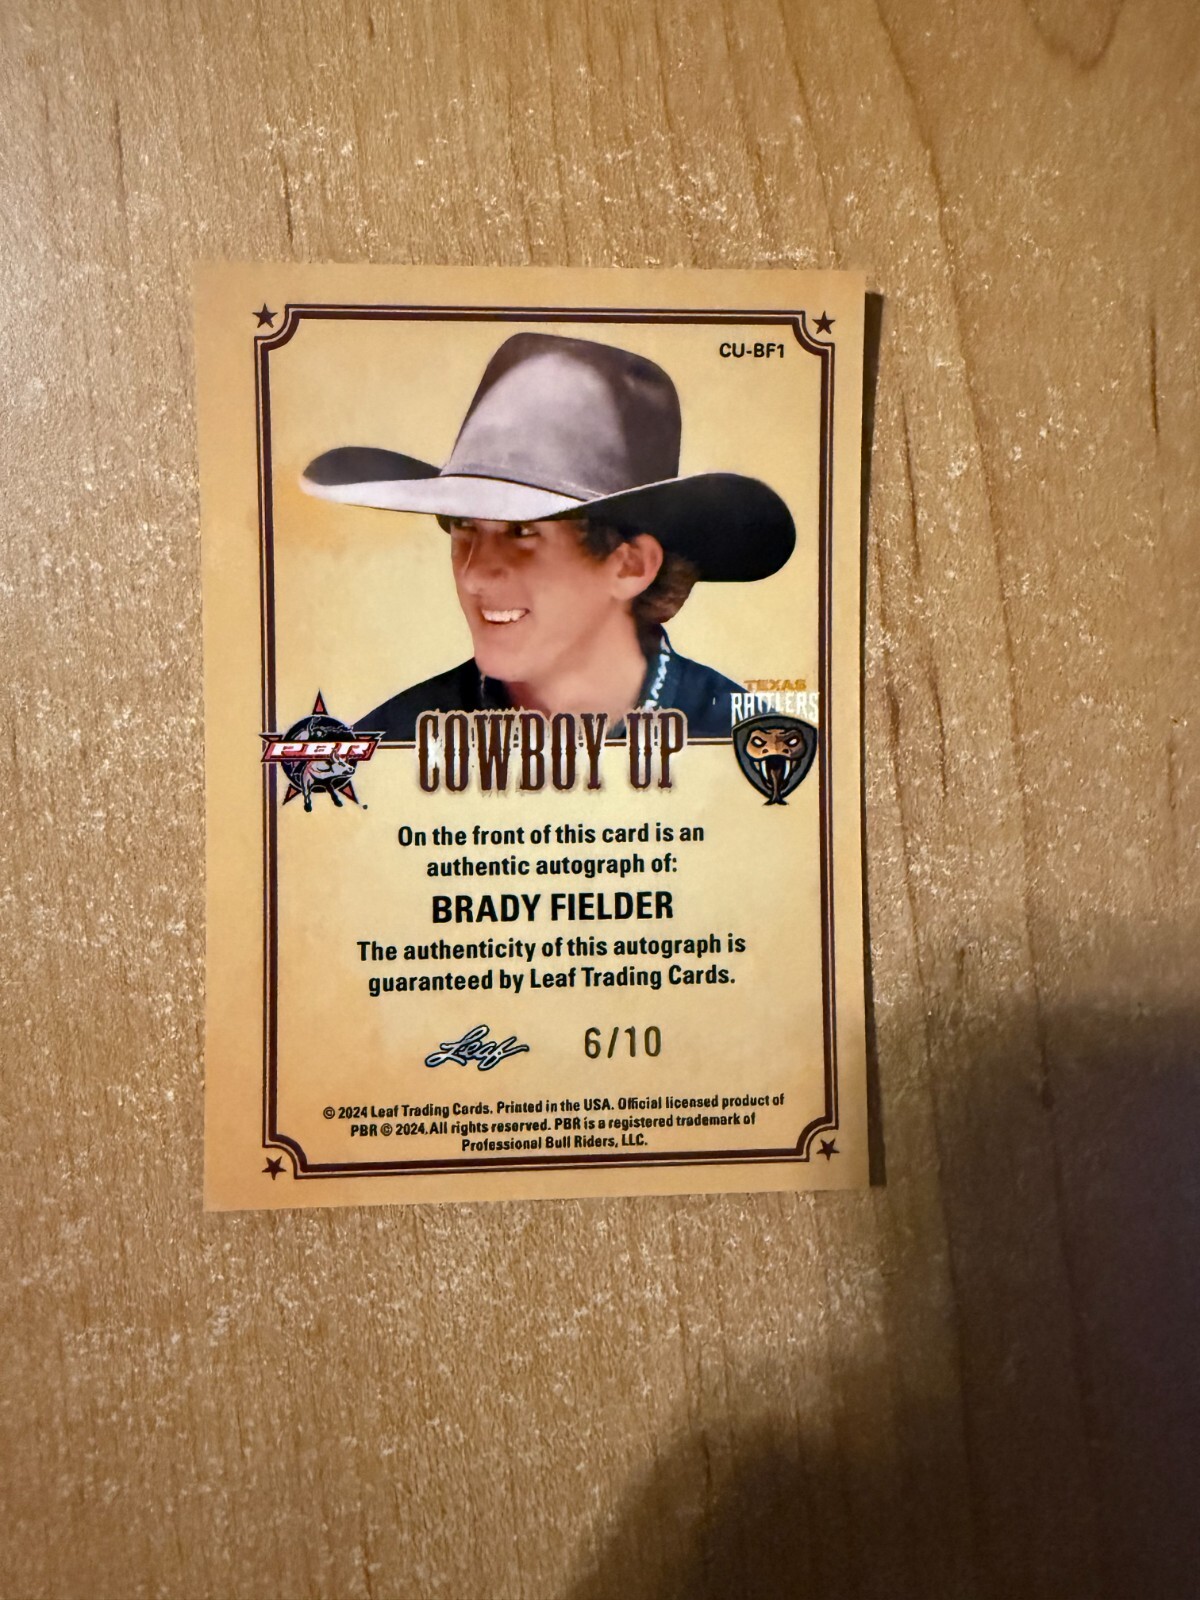 CU-BF1
TEXAS
RATTLERS
PBR
COWBOY UP
On the front of this card is an
authentic autograph of:
BRADY FIELDER
The authenticity of this autograph is
guaranteed by Leaf Trading Cards.
Leaf 6/10
© 2024 Leaf Trading Cards. Printed in the USA. Official licensed product of
PBR © 2024. All rights reserved. PBR is a registered trademark of
Professional Bull Riders, LLC.